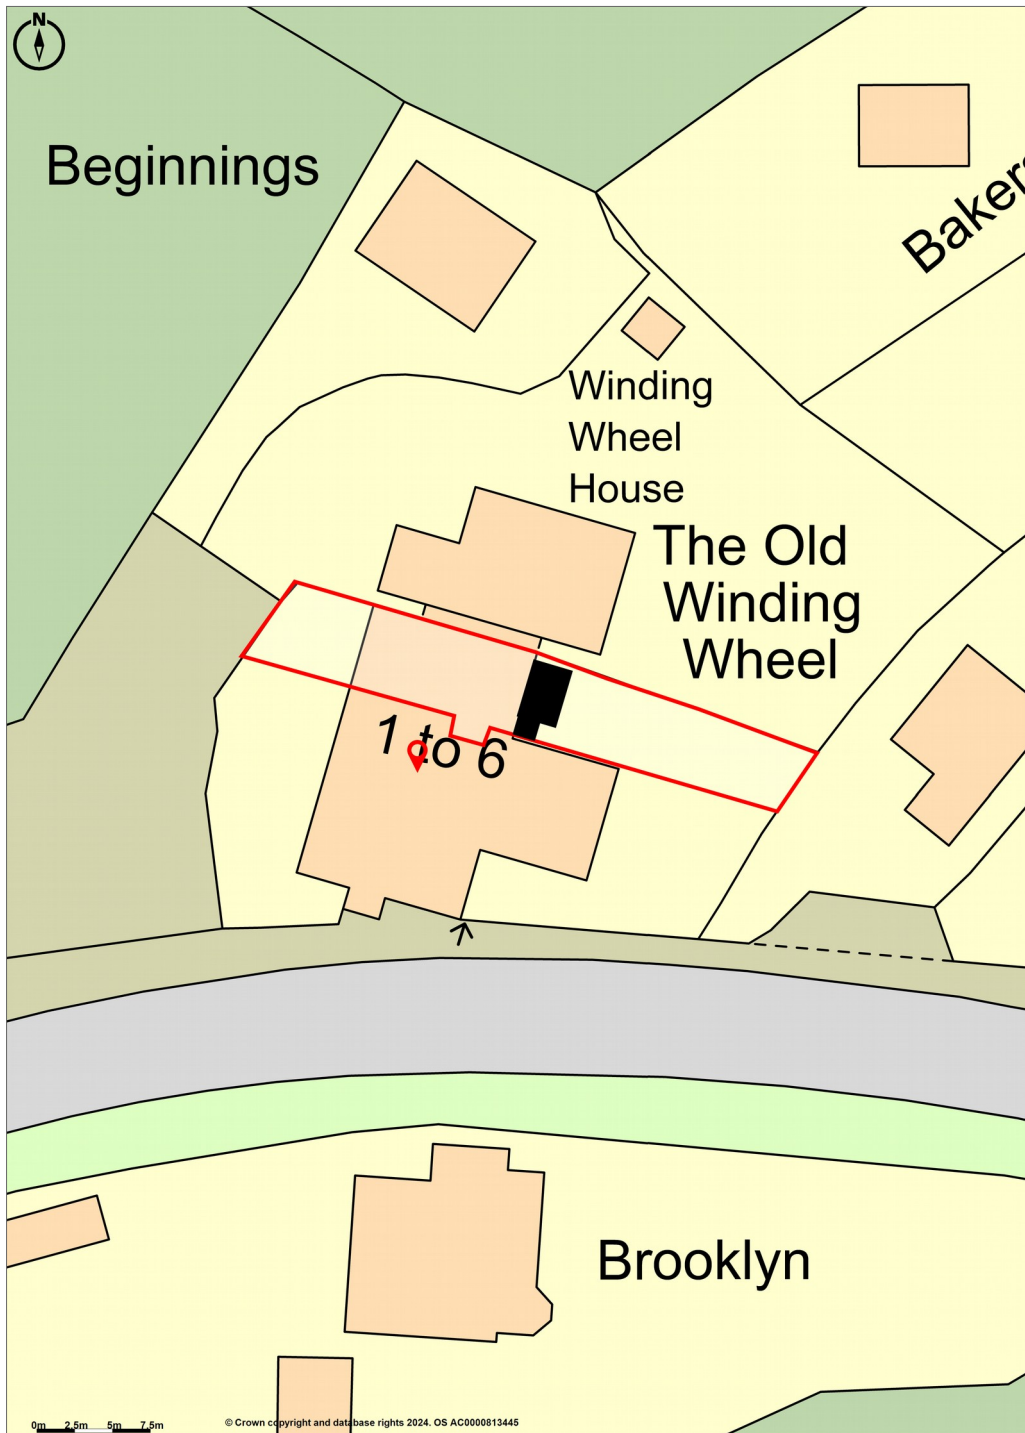 N
Beginnings
Bakers
Winding
Wheel
House
The Old
Winding
Wheel
1 to 6
Brooklyn
0m 2.5m 5m 7.5m
© Crown copyright and database rights 2024. OS AC0000813445